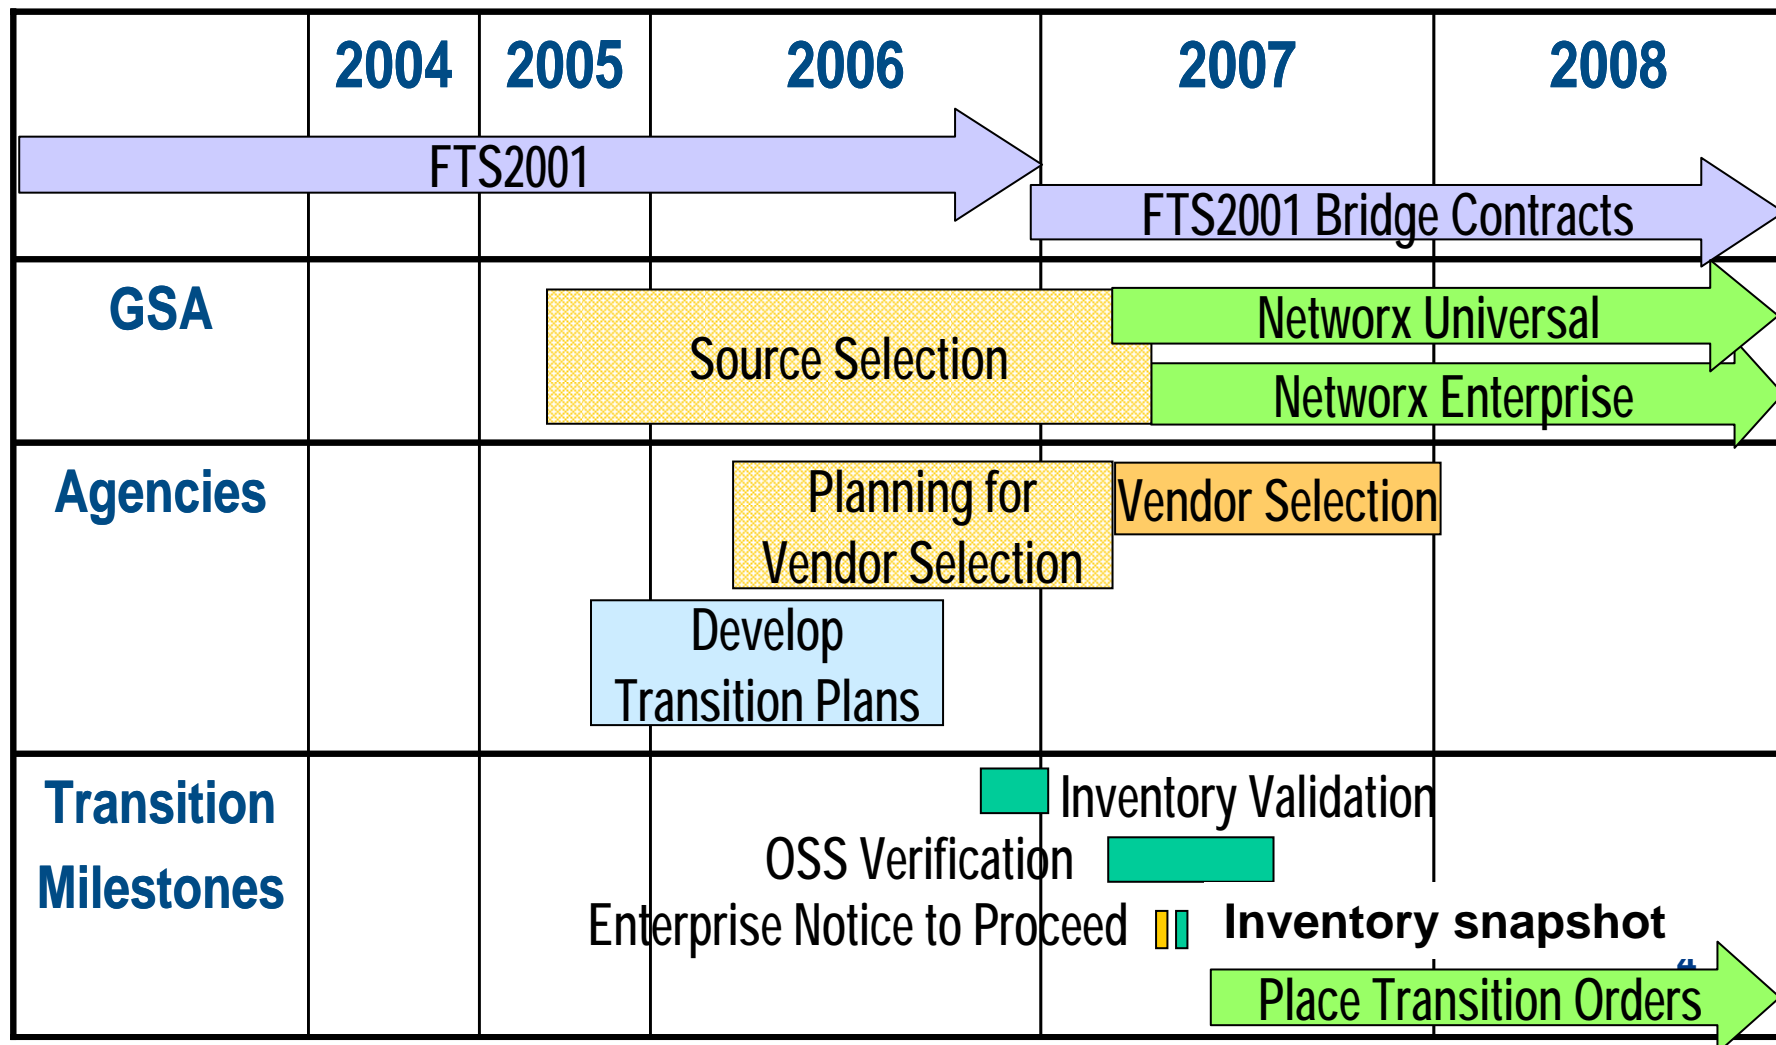 2004 2005 2006 2007 2008
FTS2001
FTS2001 Bridge Contracts
GSA
Networx Universal
Source Selection
Networx Enterprise
Agencies
Planning for
Vendor Selection
Vendor Selection
Develop
Transition Plans
Transition
Milestones
Inventory Validation
OSS Verification
Enterprise Notice to Proceed
Inventory snapshot
Place Transition Orders